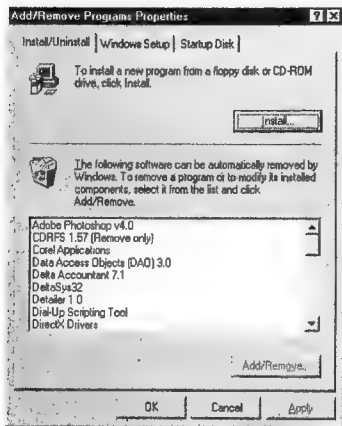 Add/Remove Programs Properties
Install/Uninstall Windows Setup Startup Disk
To install a new program from a floppy disk or CD-ROM
drive, click Install.
Install...
The following software can be automatically removed by
Windows. To remove a program or to modify its installed
components, select it from the list and click
Add/Remove.
Adobe Photoshop v4.0
CDRFS 1.57 (Remove only)
Corel Applications
Data Access Objects (DAO) 3.0
Delta Accountant 7.1
DeltaSys32
Detailer 1.0
Dial-Up Scripting Tool
DirectX Drivers
Add/Remove...
OK Cancel Apply